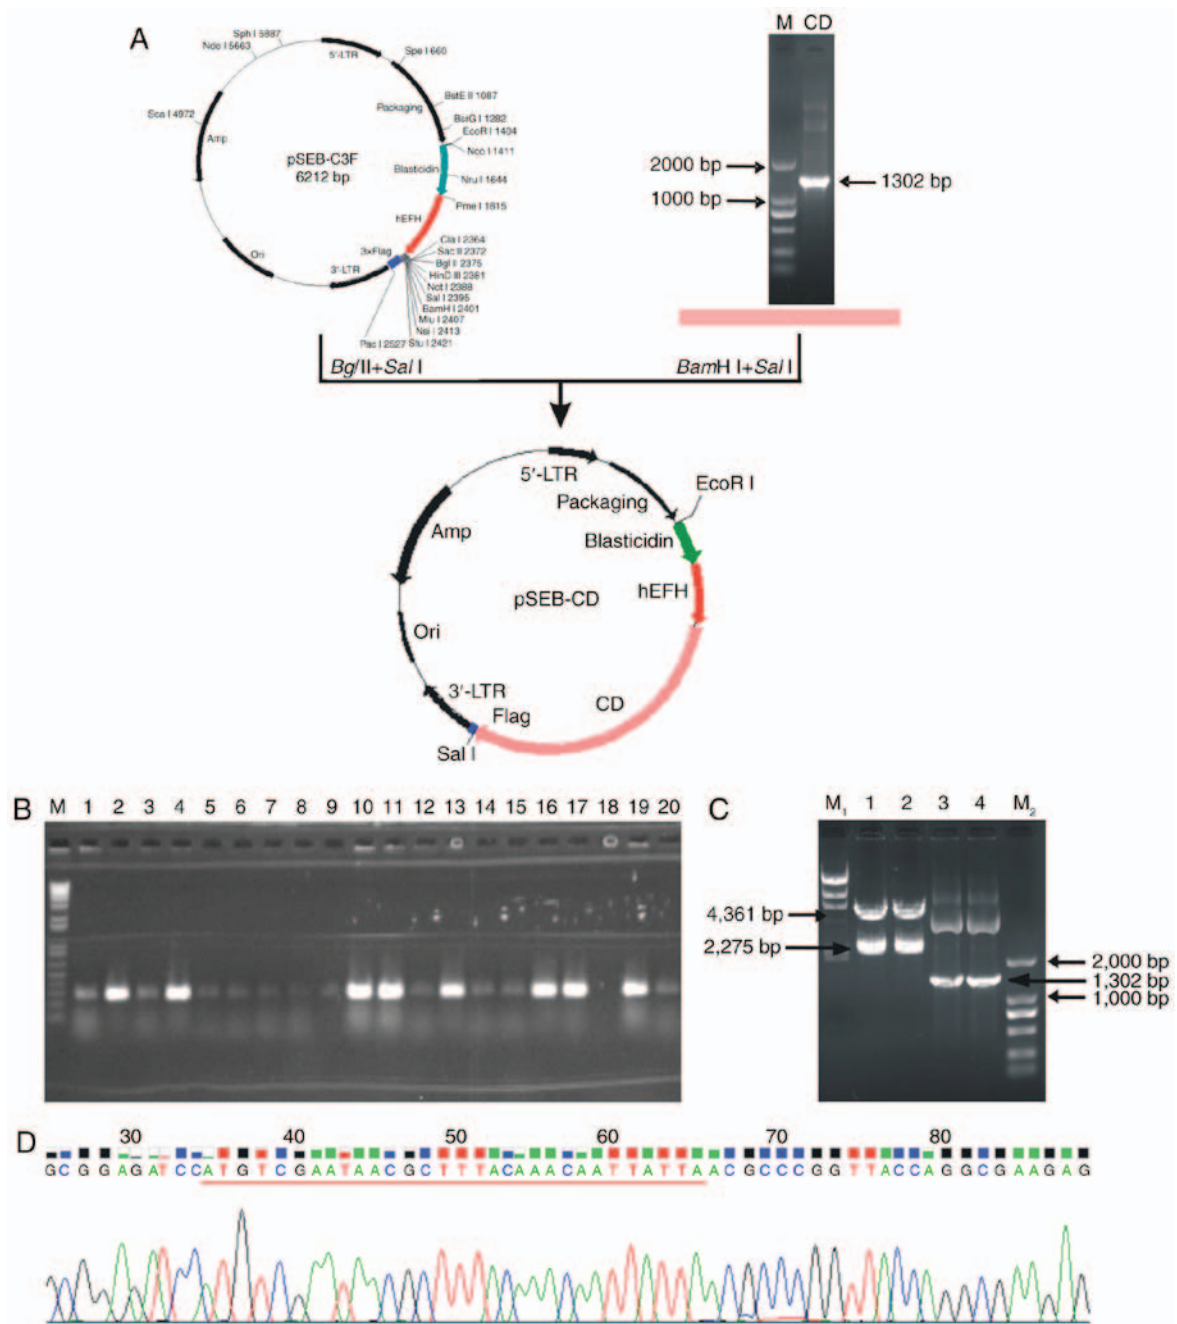 A
M CD
Sph I 5887
Nde I 5663
5'-LTR
Spe I 660
BstE II 1087
Packaging
BsrG I 1282
EcoR I 1404
Nco I 1411
Sca I 4972
Amp
pSEB-C3F
6212 bp
Blasticidin
Nru I 1644
Pme I 1815
hEFH
Cla I 2364
Sac II 2372
Bgl II 2375
HinD III 2381
Not I 2388
Sal I 2395
BamH I 2401
Mlu I 2407
Nsi I 2413
Stu I 2421
Pac I 2527
3×Flag
3'-LTR
Ori
2000 bp
1302 bp
1000 bp
Bgl II+Sal I
BamH I+Sal I
5'-LTR
Packaging
EcoR I
Blasticidin
hEFH
Amp
pSEB-CD
Ori
3'-LTR
Flag
CD
Sal I
B
M 1 2 3 4 5 6 7 8 9 10 11 12 13 14 15 16 17 18 19 20
C
M1 1 2 3 4 M2
4,361 bp
2,275 bp
2,000 bp
1,302 bp
1,000 bp
D
30 40 50 60 70 80
G C G G A G A T C C A T G T C G A A T A A C G C T T T A C A A A C A A T T A T T A A C G C C C G G T T A C C A G G C G A A G A G